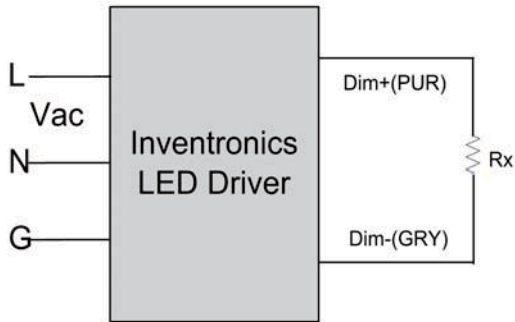 L
Vac
N
G
Inventronics
LED Driver
Dim+(PUR)
Rx
Dim-(GRY)